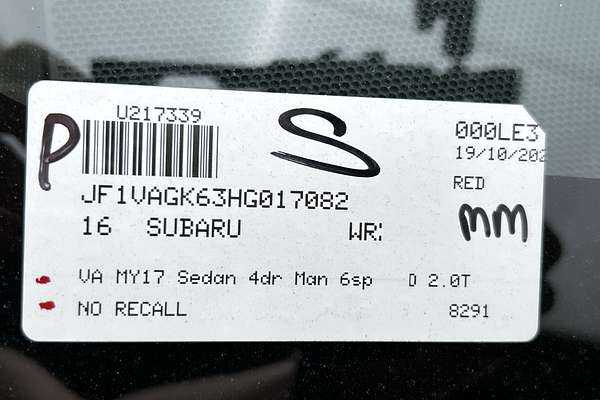 U217339
P
S
000LE3
19/10/202
JF1VAGK63HG017082
RED
16 SUBARU WR
MM
VA MY17 Sedan 4dr Man 6sp D 2.0T
NO RECALL 8291